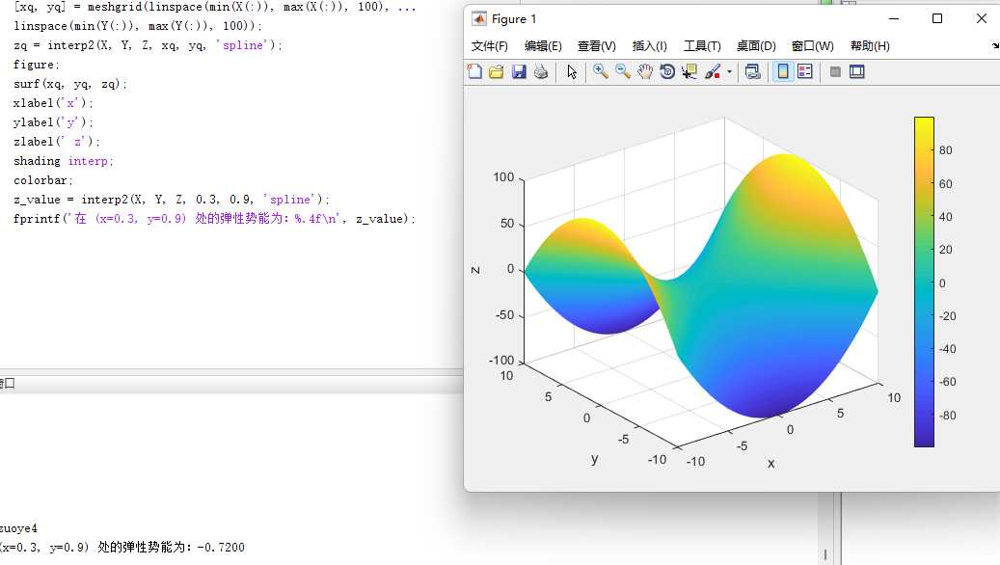 [xq, yq] = meshgrid(linspace(min(X(:)), max(X(:)), 100), ...
linspace(min(Y(:)), max(Y(:)), 100));
zq = interp2(X, Y, Z, xq, yq, 'spline');
figure;
surf(xq, yq, zq);
xlabel('x');
ylabel('y');
zlabel(' z');
shading interp;
colorbar;
z_value = interp2(X, Y, Z, 0.3, 0.9, 'spline');
fprintf('在 (x=0.3, y=0.9) 处的弹性势能为: %.4f\n', z_value);
窗口
zuoye4
(x=0.3, y=0.9) 处的弹性势能为: -0.7200
Figure 1
文件(F) 编辑(E) 查看(V) 插入(I) 工具(T) 桌面(D) 窗口(W) 帮助(H)
100
50
0
-50
-100
z
10
5
0
-5
-10
y
-10
-5
0
5
10
x
80
60
40
20
0
-20
-40
-60
-80